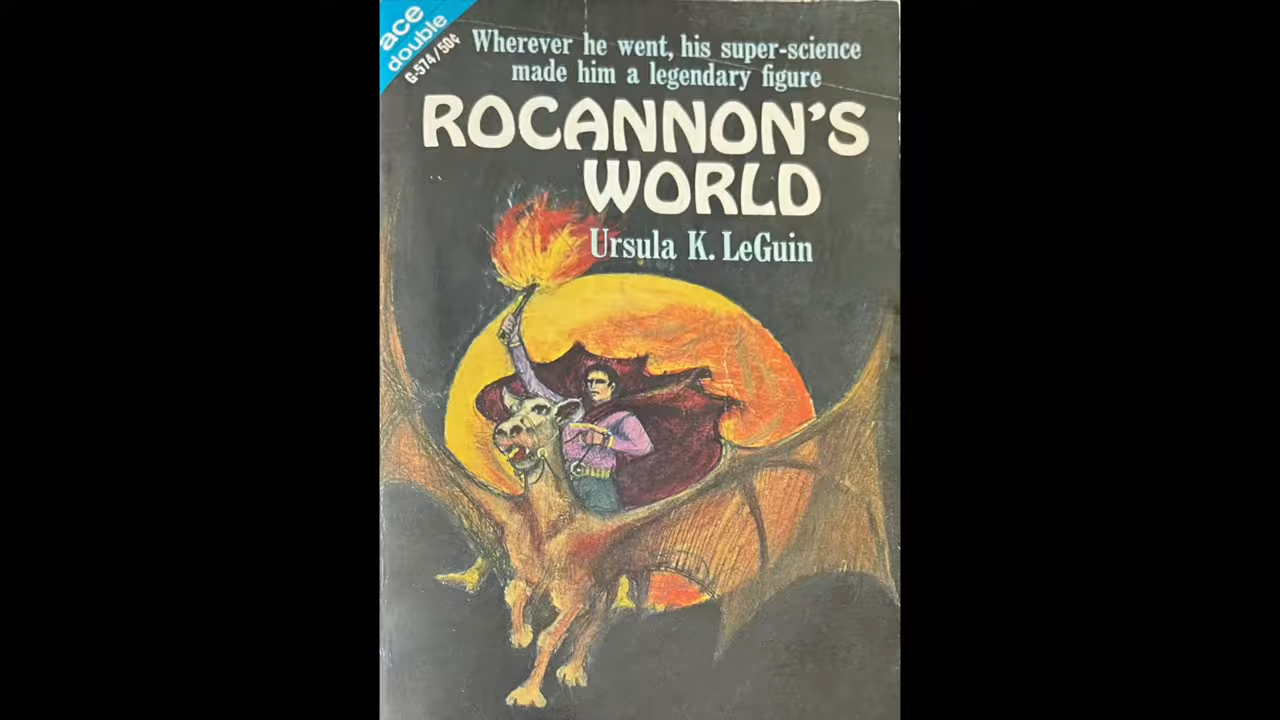 ace
double
G-574/50¢
Wherever he went, his super-science
made him a legendary figure
ROCANNON'S
WORLD
Ursula K. LeGuin